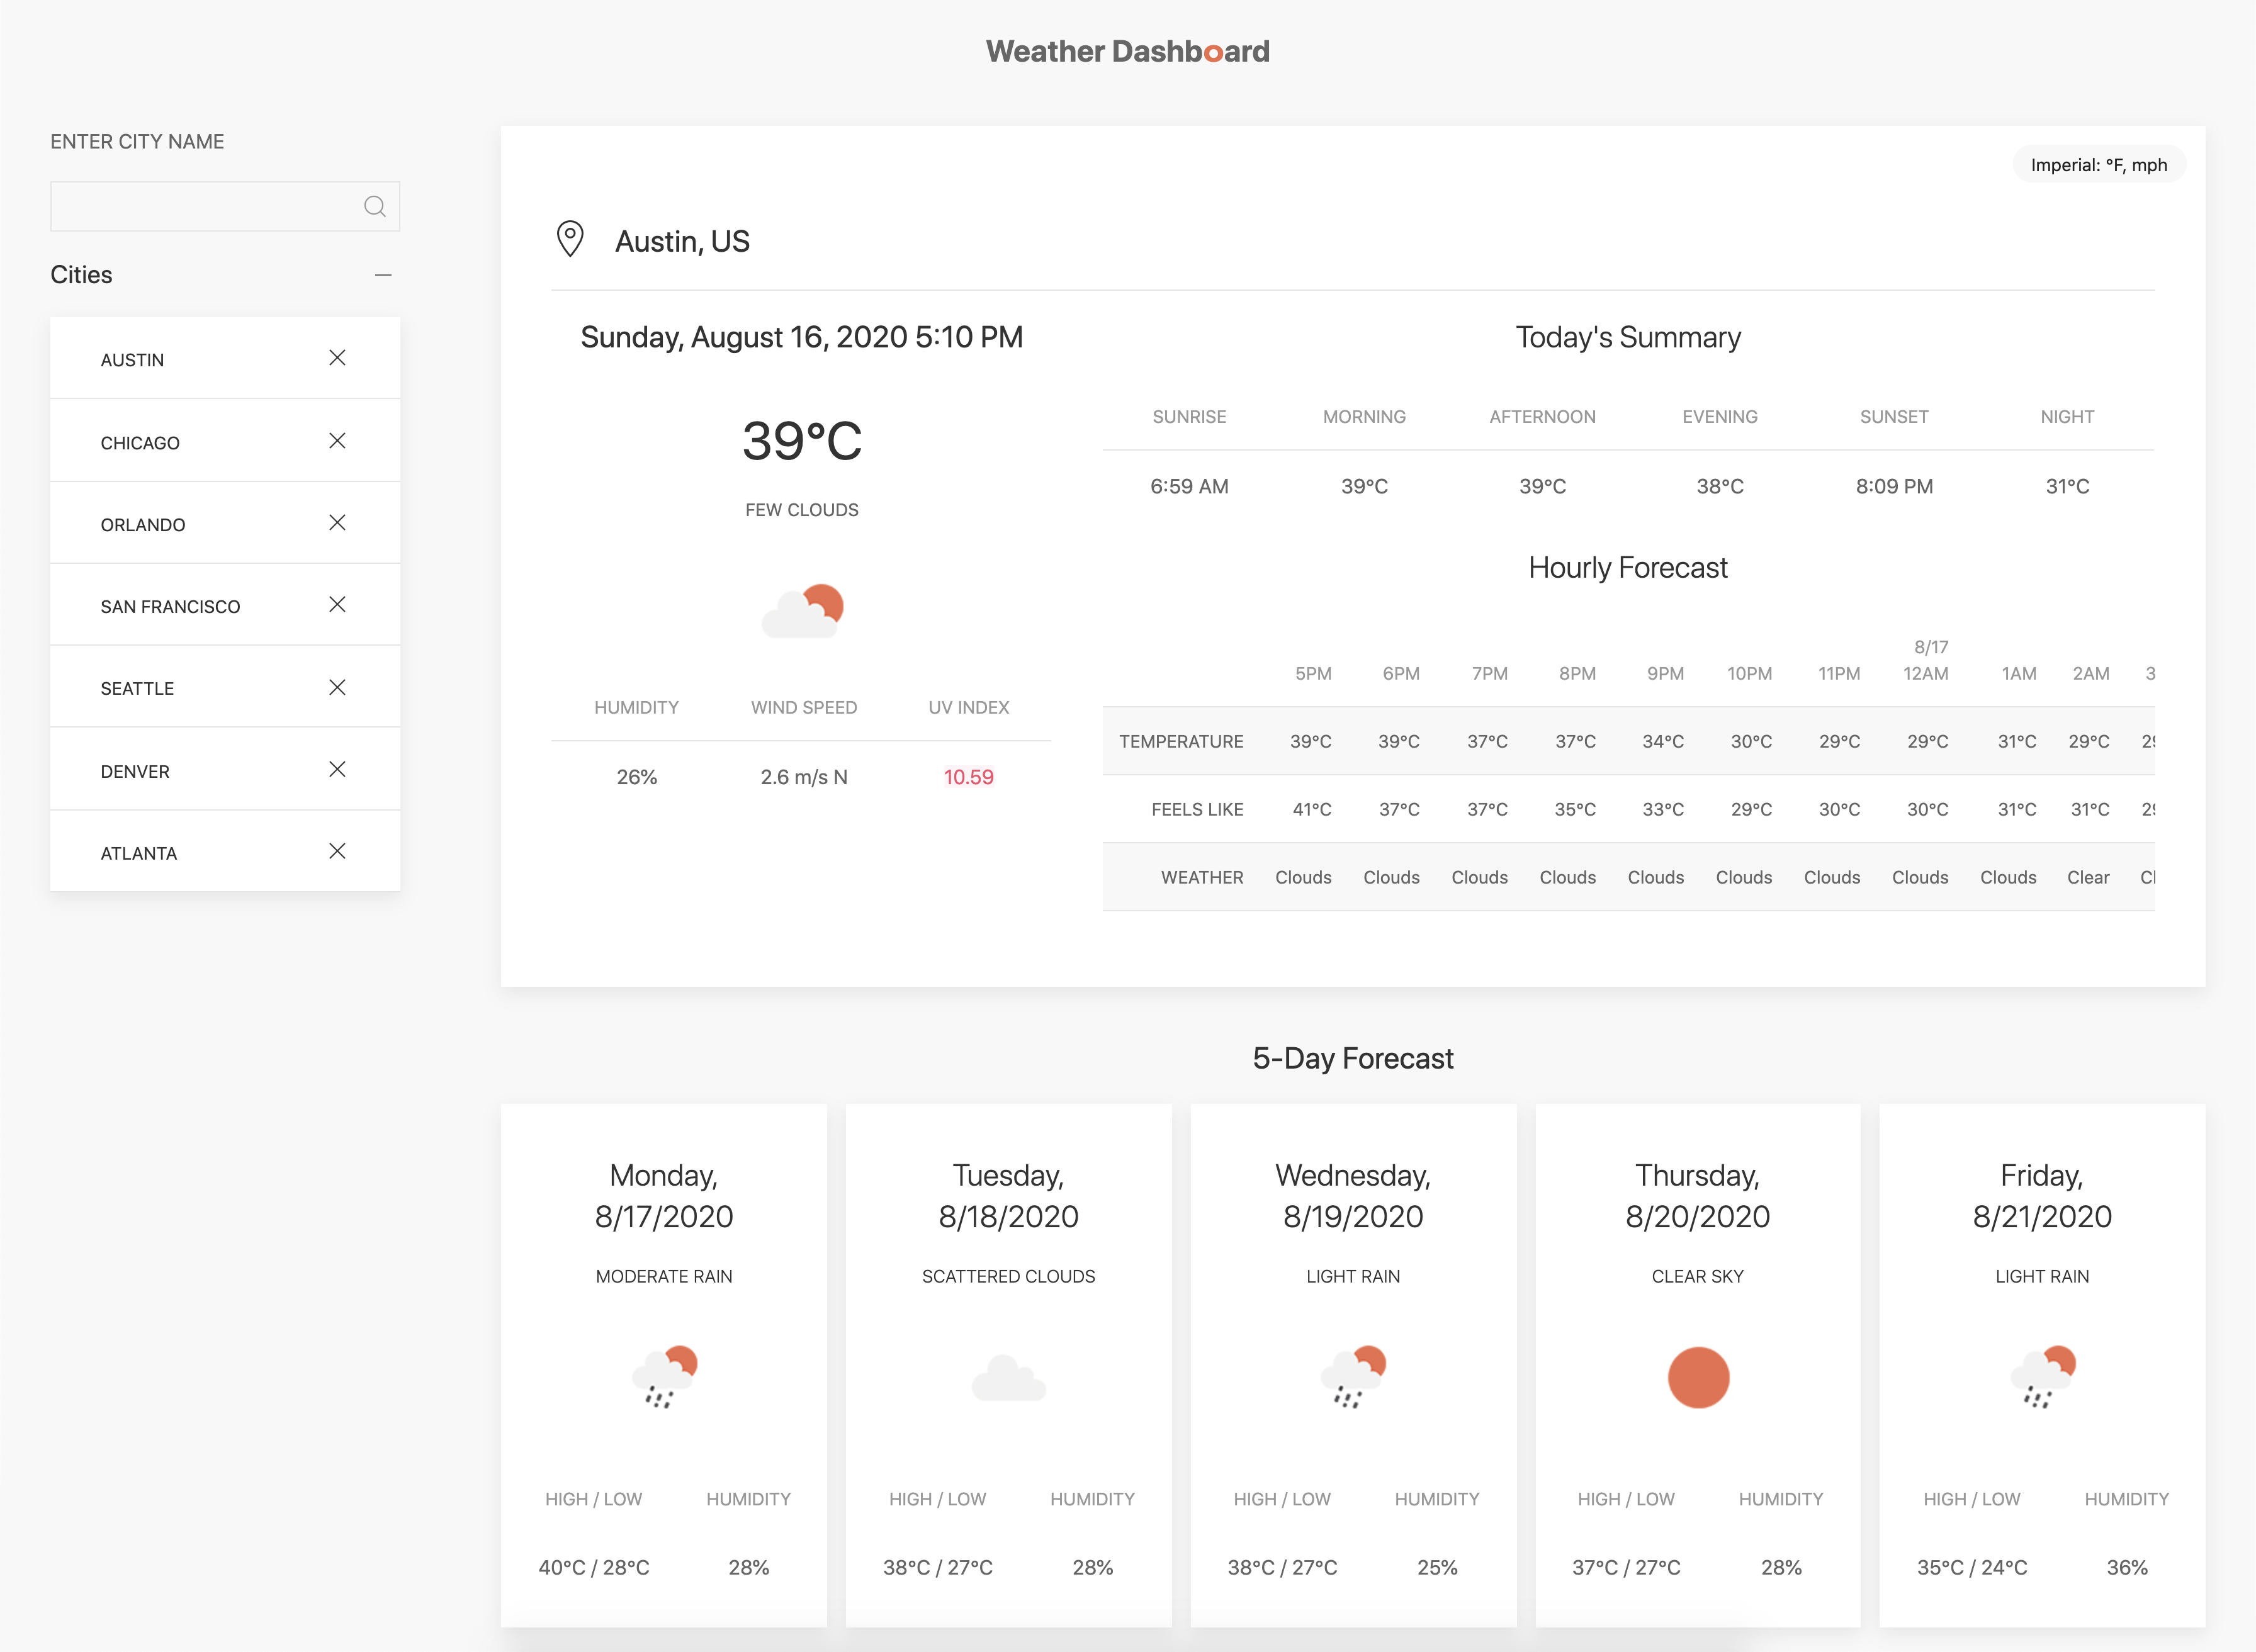 Weather Dashboard
ENTER CITY NAME
Cities
AUSTIN
CHICAGO
ORLANDO
SAN FRANCISCO
SEATTLE
DENVER
ATLANTA
Imperial: °F, mph
Austin, US
Sunday, August 16, 2020 5:10 PM
39°C
FEW CLOUDS
HUMIDITY WIND SPEED UV INDEX
26% 2.6 m/s N 10.59
Today's Summary
SUNRISE MORNING AFTERNOON EVENING SUNSET NIGHT
6:59 AM 39°C 39°C 38°C 8:09 PM 31°C
Hourly Forecast
8/17
5PM 6PM 7PM 8PM 9PM 10PM 11PM 12AM 1AM 2AM 3
TEMPERATURE 39°C 39°C 37°C 37°C 34°C 30°C 29°C 29°C 31°C 29°C
FEELS LIKE 41°C 37°C 37°C 35°C 33°C 29°C 30°C 30°C 31°C 31°C
WEATHER Clouds Clouds Clouds Clouds Clouds Clouds Clouds Clouds Clouds Clear
5-Day Forecast
Monday,
8/17/2020
MODERATE RAIN
HIGH / LOW HUMIDITY
40°C / 28°C 28%
Tuesday,
8/18/2020
SCATTERED CLOUDS
HIGH / LOW HUMIDITY
38°C / 27°C 28%
Wednesday,
8/19/2020
LIGHT RAIN
HIGH / LOW HUMIDITY
38°C / 27°C 25%
Thursday,
8/20/2020
CLEAR SKY
HIGH / LOW HUMIDITY
37°C / 27°C 28%
Friday,
8/21/2020
LIGHT RAIN
HIGH / LOW HUMIDITY
35°C / 24°C 36%